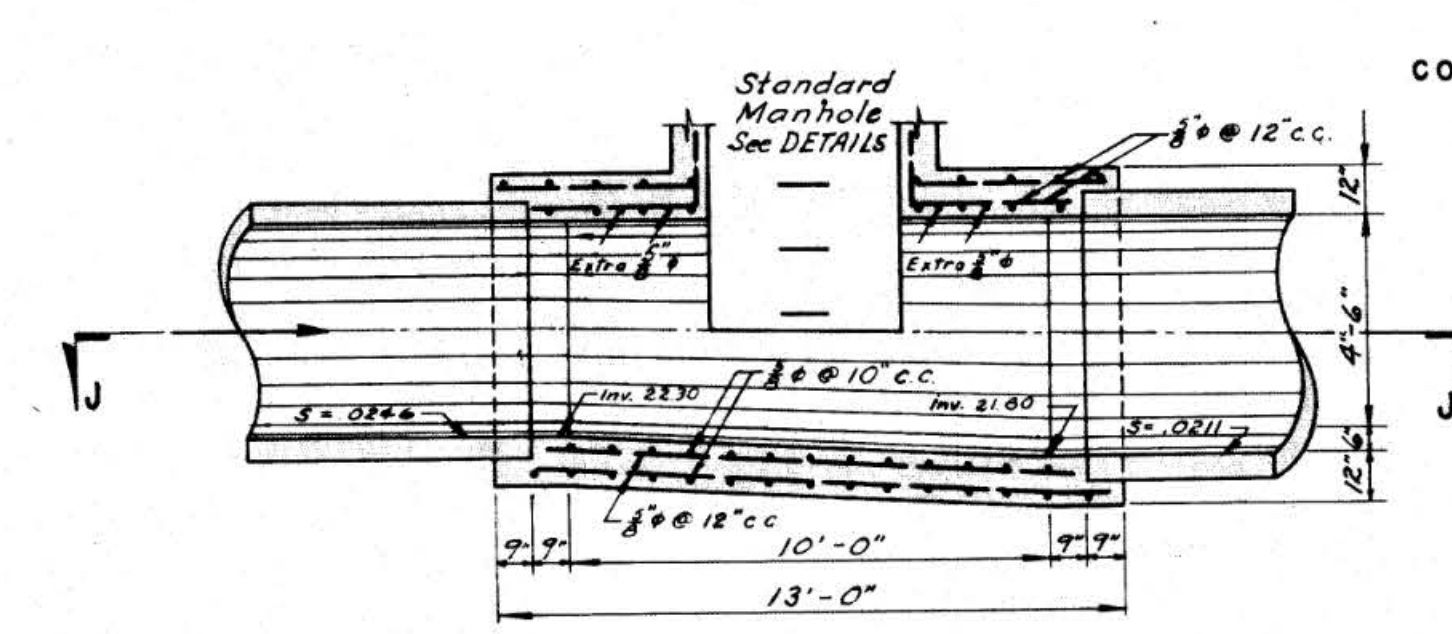 CO
Standard
Manhole
See DETAILS
5/8"φ @ 12"c.c.
12"
Extra 5/8"φ
Extra 5/8"φ
4'-6"
J
J
φ @ 10" c.c.
Inv. 22.30
Inv. 21.80
S = .0246
S = .0211
6"
12"
5/8"φ @ 12"c c
9"
9"
10'-0"
9"
9"
13'-0"